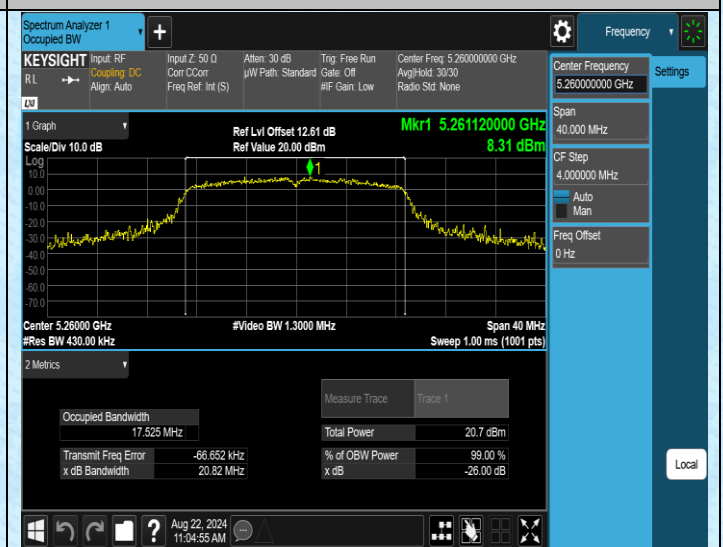 Spectrum Analyzer 1
Occupied BW
+
Frequency
KEYSIGHT
RL
LXI
Input: RF
Coupling: DC
Align: Auto
Input Z: 50 Ω
Corr CCorr
Freq Ref: Int (S)
Atten: 30 dB
µW Path: Standard
Trig: Free Run
Gate: Off
#IF Gain: Low
Center Freq: 5.260000000 GHz
Avg|Hold: 30/30
Radio Std: None
Center Frequency
5.260000000 GHz
Settings
Span
40.000 MHz
CF Step
4.000000 MHz
Auto
Man
Freq Offset
0 Hz
1 Graph
Scale/Div 10.0 dB
Ref Lvl Offset 12.61 dB
Ref Value 20.00 dBm
Mkr1 5.261120000 GHz
8.31 dBm
Log
10.0
0.00
-10.0
-20.0
-30.0
-40.0
-50.0
-60.0
-70.0
1
Center 5.26000 GHz
#Res BW 430.00 kHz
#Video BW 1.3000 MHz
Span 40 MHz
Sweep 1.00 ms (1001 pts)
2 Metrics
Measure Trace
Trace 1
Occupied Bandwidth
17.525 MHz
Total Power
20.7 dBm
Transmit Freq Error
-66.652 kHz
% of OBW Power
99.00 %
x dB Bandwidth
20.82 MHz
x dB
-26.00 dB
Local
?
Aug 22, 2024
11:04:55 AM